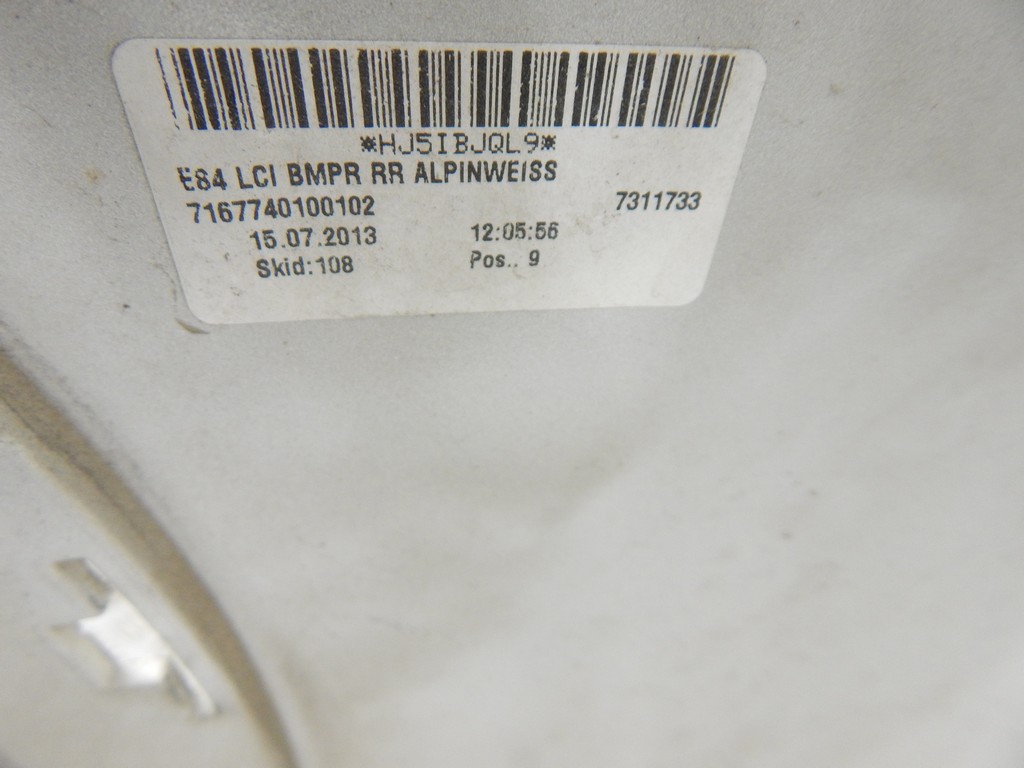 *HJ5IBJQL9*
E84 LCI BMPR RR ALPINWEISS
7167740100102 7311733
15.07.2013 12:05:56
Skid:108 Pos.. 9